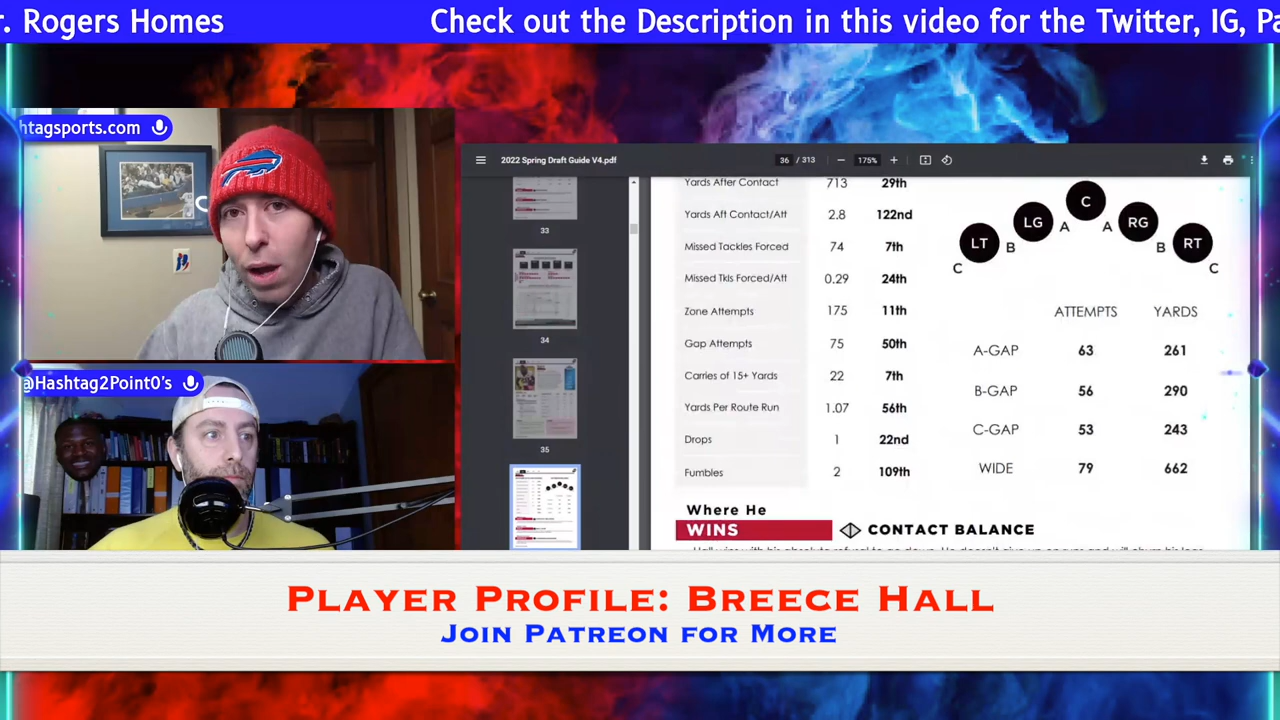 r. Rogers Homes
Check out the Description in this video for the Twitter, IG, Pa
htagsports.com
@Hashtag2Point0's
2022 Spring Draft Guide V4.pdf
36 / 313
175%
33
34
35
Yards After Contact 713 29th
Yards Aft Contact/Att 2.8 122nd
Missed Tackles Forced 74 7th
Missed Tkls Forced/Att 0.29 24th
Zone Attempts 175 11th
Gap Attempts 75 50th
Carries of 15+ Yards 22 7th
Yards Per Route Run 1.07 56th
Drops 1 22nd
Fumbles 2 109th
C
LG A A RG
LT B B RT
C C
ATTEMPTS YARDS
A-GAP 63 261
B-GAP 56 290
C-GAP 53 243
WIDE 79 662
Where He
WINS
CONTACT BALANCE
Player Profile: Breece Hall
Join Patreon for More